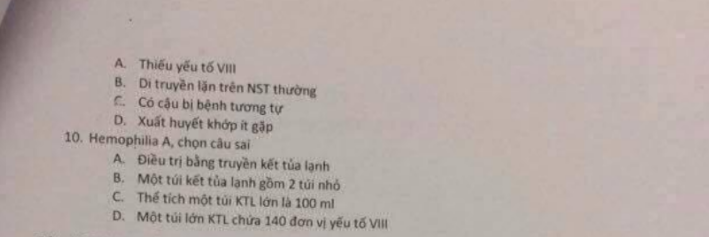 A. Thiếu yếu tố VIII
B. Di truyền lặn trên NST thường
C. Có cậu bị bệnh tương tự
D. Xuất huyết khớp ít gặp
10. Hemophilia A, chọn câu sai
A. Điều trị bằng truyền kết tủa lạnh
B. Một túi kết tủa lạnh gồm 2 túi nhỏ
C. Thể tích một túi KTL lớn là 100 ml
D. Một túi lớn KTL chứa 140 đơn vị yếu tố VIII